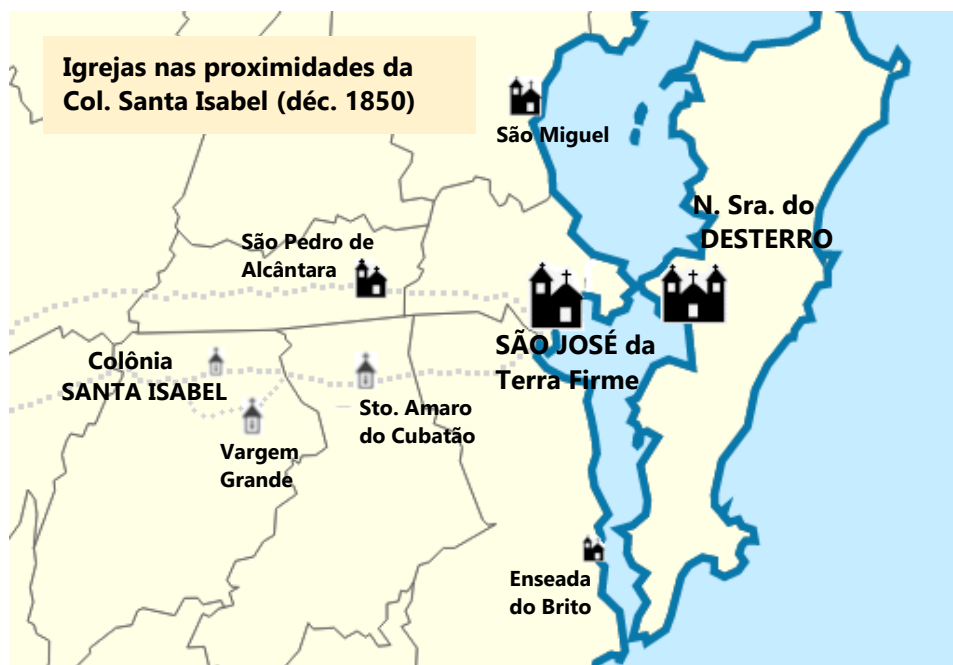 Igrejas nas proximidades da
Col. Santa Isabel (déc. 1850)
São Miguel
N. Sra. do
DESTERRO
São Pedro de
Alcântara
SÃO JOSÉ da
Terra Firme
Colônia
SANTA ISABEL
Sto. Amaro
do Cubatão
Vargem
Grande
Enseada
do Brito